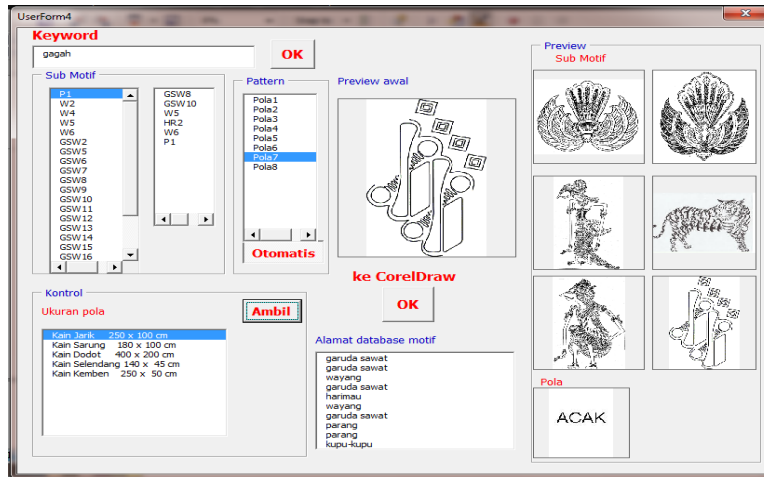 UserForm4
Keyword
gagah
OK
Sub Motif
P1
W2
W4
W5
W6
GSW2
GSW5
GSW6
GSW7
GSW8
GSW9
GSW10
GSW11
GSW12
GSW13
GSW14
GSW15
GSW16
GSW8
GSW10
W5
HR2
W6
P1
Pattern
Pola1
Pola2
Pola3
Pola4
Pola5
Pola6
Pola7
Pola8
Otomatis
Preview awal
ke CorelDraw
OK
Kontrol
Ukuran pola
Ambil
Kain Jarik 250 x 100 cm
Kain Sarung 180 x 100 cm
Kain Dodot 400 x 200 cm
Kain Selendang 140 x 45 cm
Kain Kemben 250 x 50 cm
Alamat database motif
garuda sawat
garuda sawat
wayang
garuda sawat
harimau
wayang
garuda sawat
parang
parang
kupu-kupu
Preview
Sub Motif
Pola
ACAK